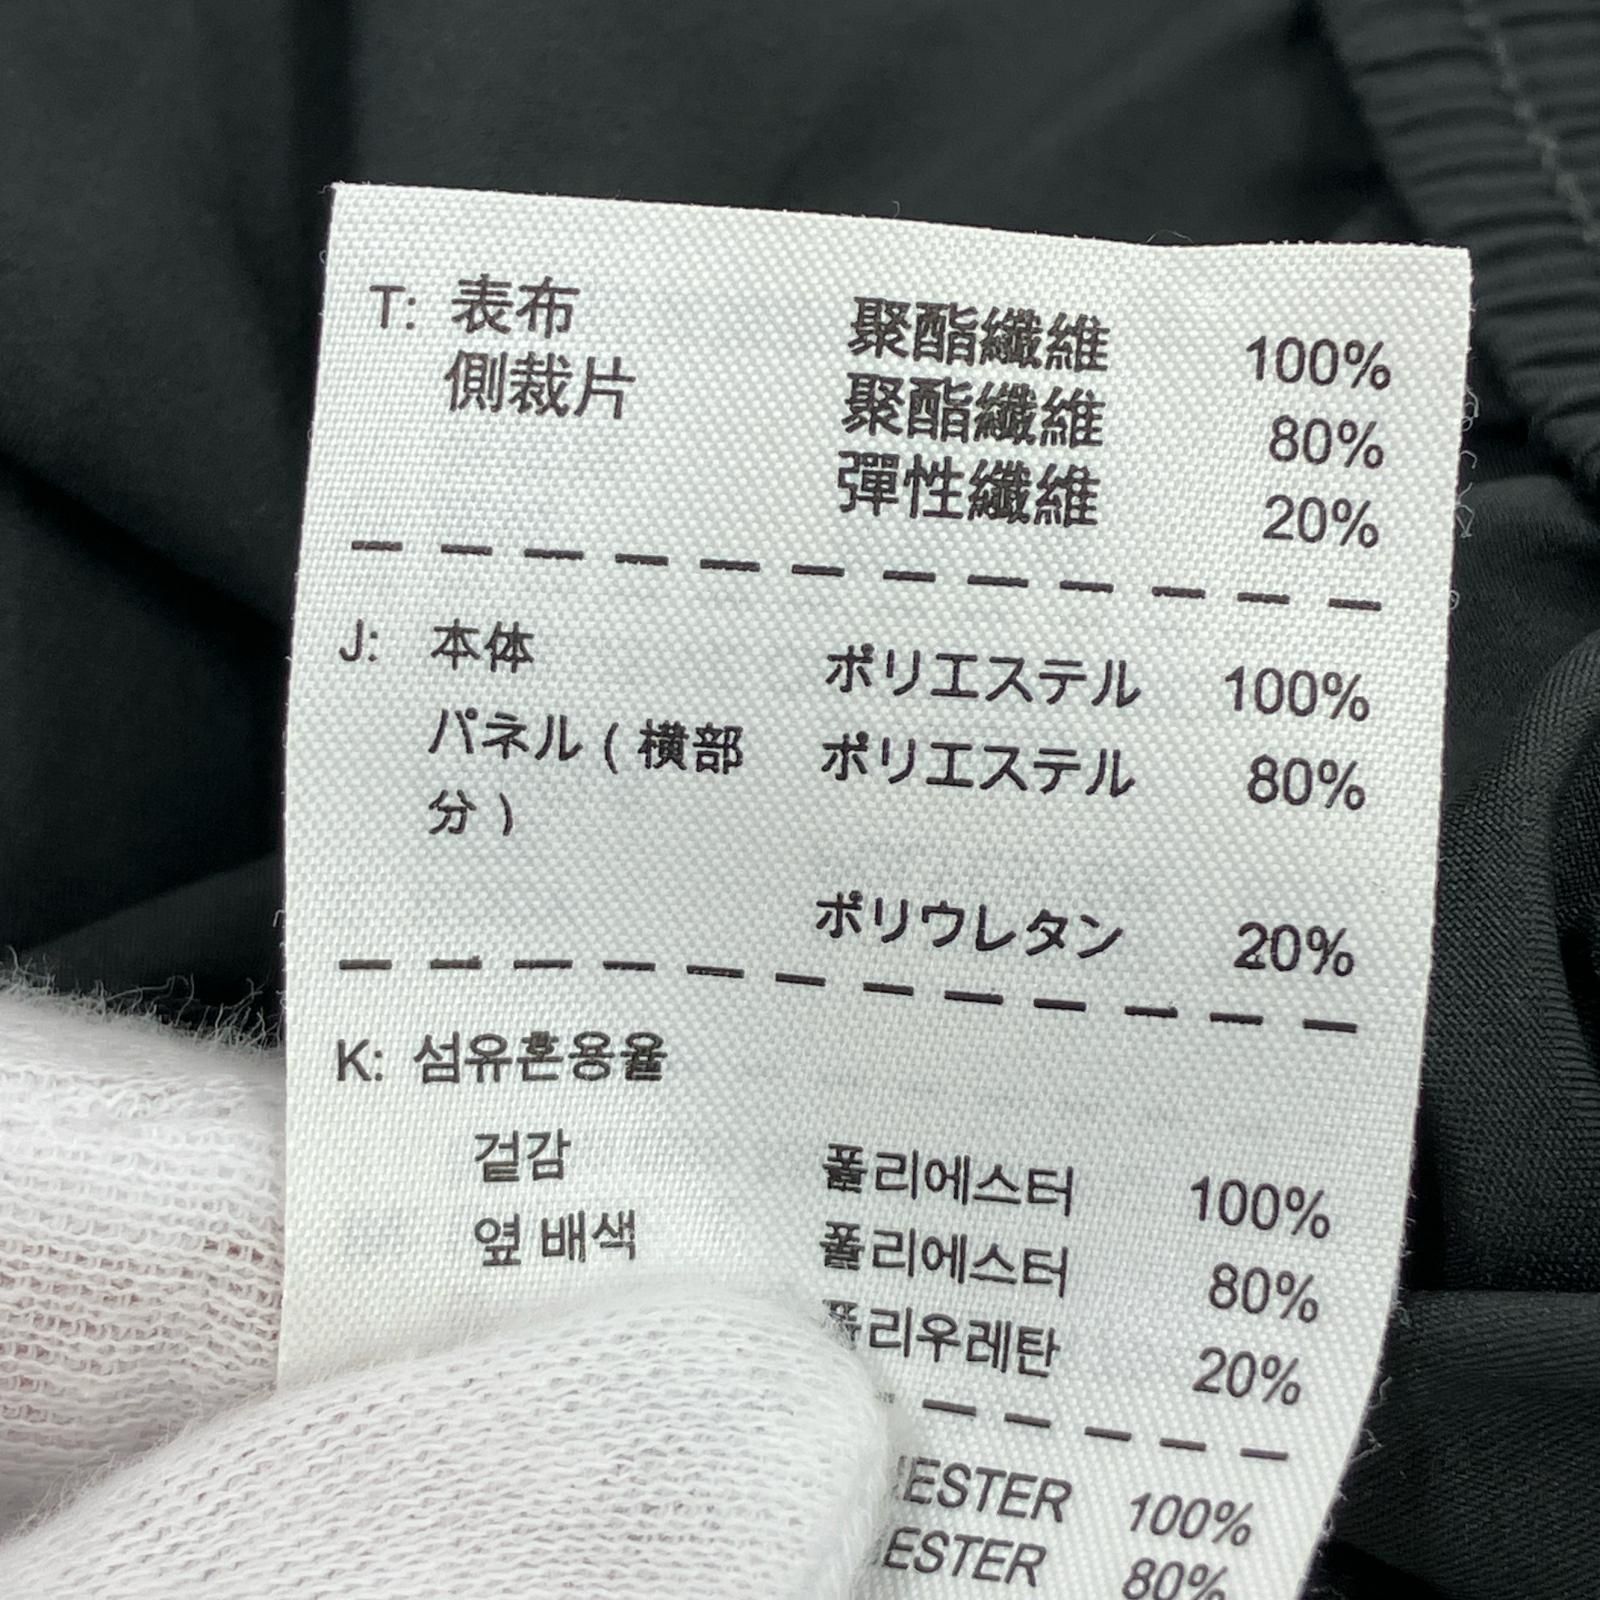 T: 表布 聚酯纖維 100%
側裁片 聚酯纖維 80%
彈性纖維 20%
J: 本体 ポリエステル 100%
パネル(横部 ポリエステル 80%
分)
ポリウレタン 20%
K: 섬유혼용율
겉감 폴리에스터 100%
옆 배색 폴리에스터 80%
폴리우레탄 20%
ESTER 100%
ESTER 80%